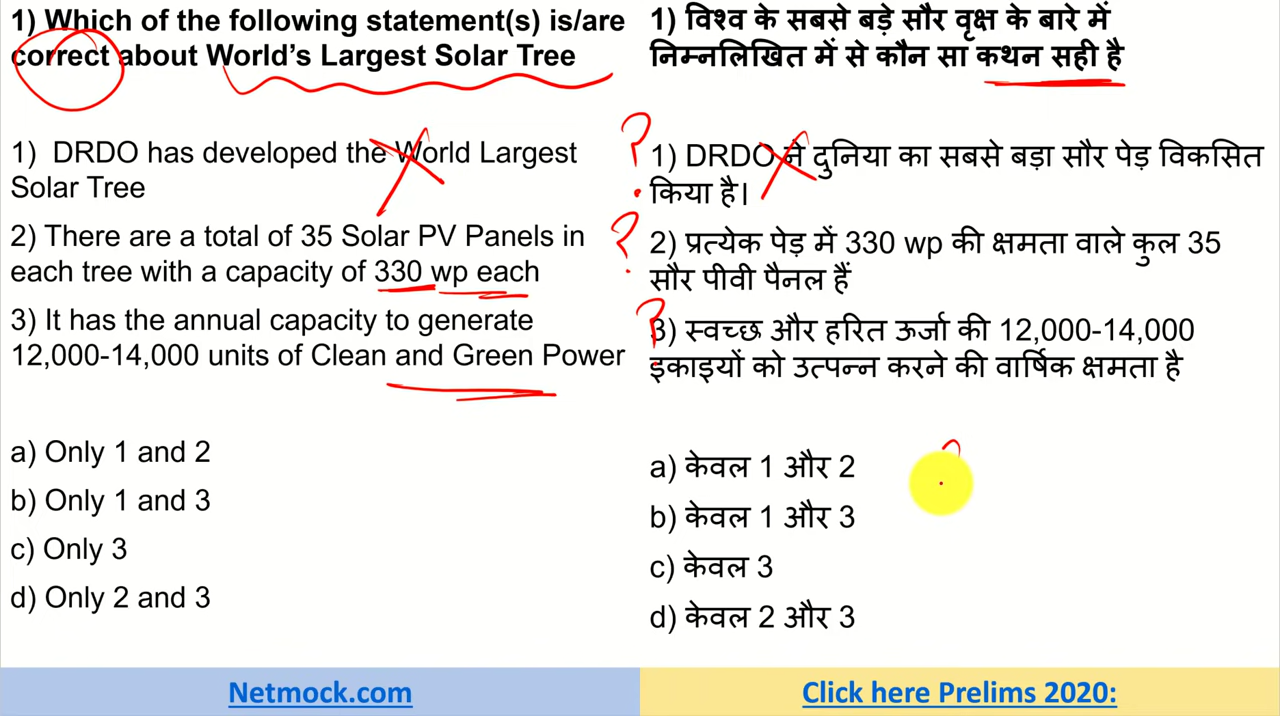 1) Which of the following statement(s) is/are
correct about World's Largest Solar Tree
1) DRDO has developed the World Largest
Solar Tree
2) There are a total of 35 Solar PV Panels in
each tree with a capacity of 330 wp each
3) It has the annual capacity to generate
12,000-14,000 units of Clean and Green Power
a) Only 1 and 2
b) Only 1 and 3
c) Only 3
d) Only 2 and 3
1) विश्व के सबसे बड़े सौर वृक्ष के बारे में
निम्नलिखित में से कौन सा कथन सही है
?
1) DRDO ने दुनिया का सबसे बड़ा सौर पेड़ विकसित
किया है।
?
2) प्रत्येक पेड़ में 330 wp की क्षमता वाले कुल 35
सौर पीवी पैनल हैं
?
3) स्वच्छ और हरित ऊर्जा की 12,000-14,000
इकाइयों को उत्पन्न करने की वार्षिक क्षमता है
a) केवल 1 और 2
b) केवल 1 और 3
c) केवल 3
d) केवल 2 और 3
Netmock.com
Click here Prelims 2020: